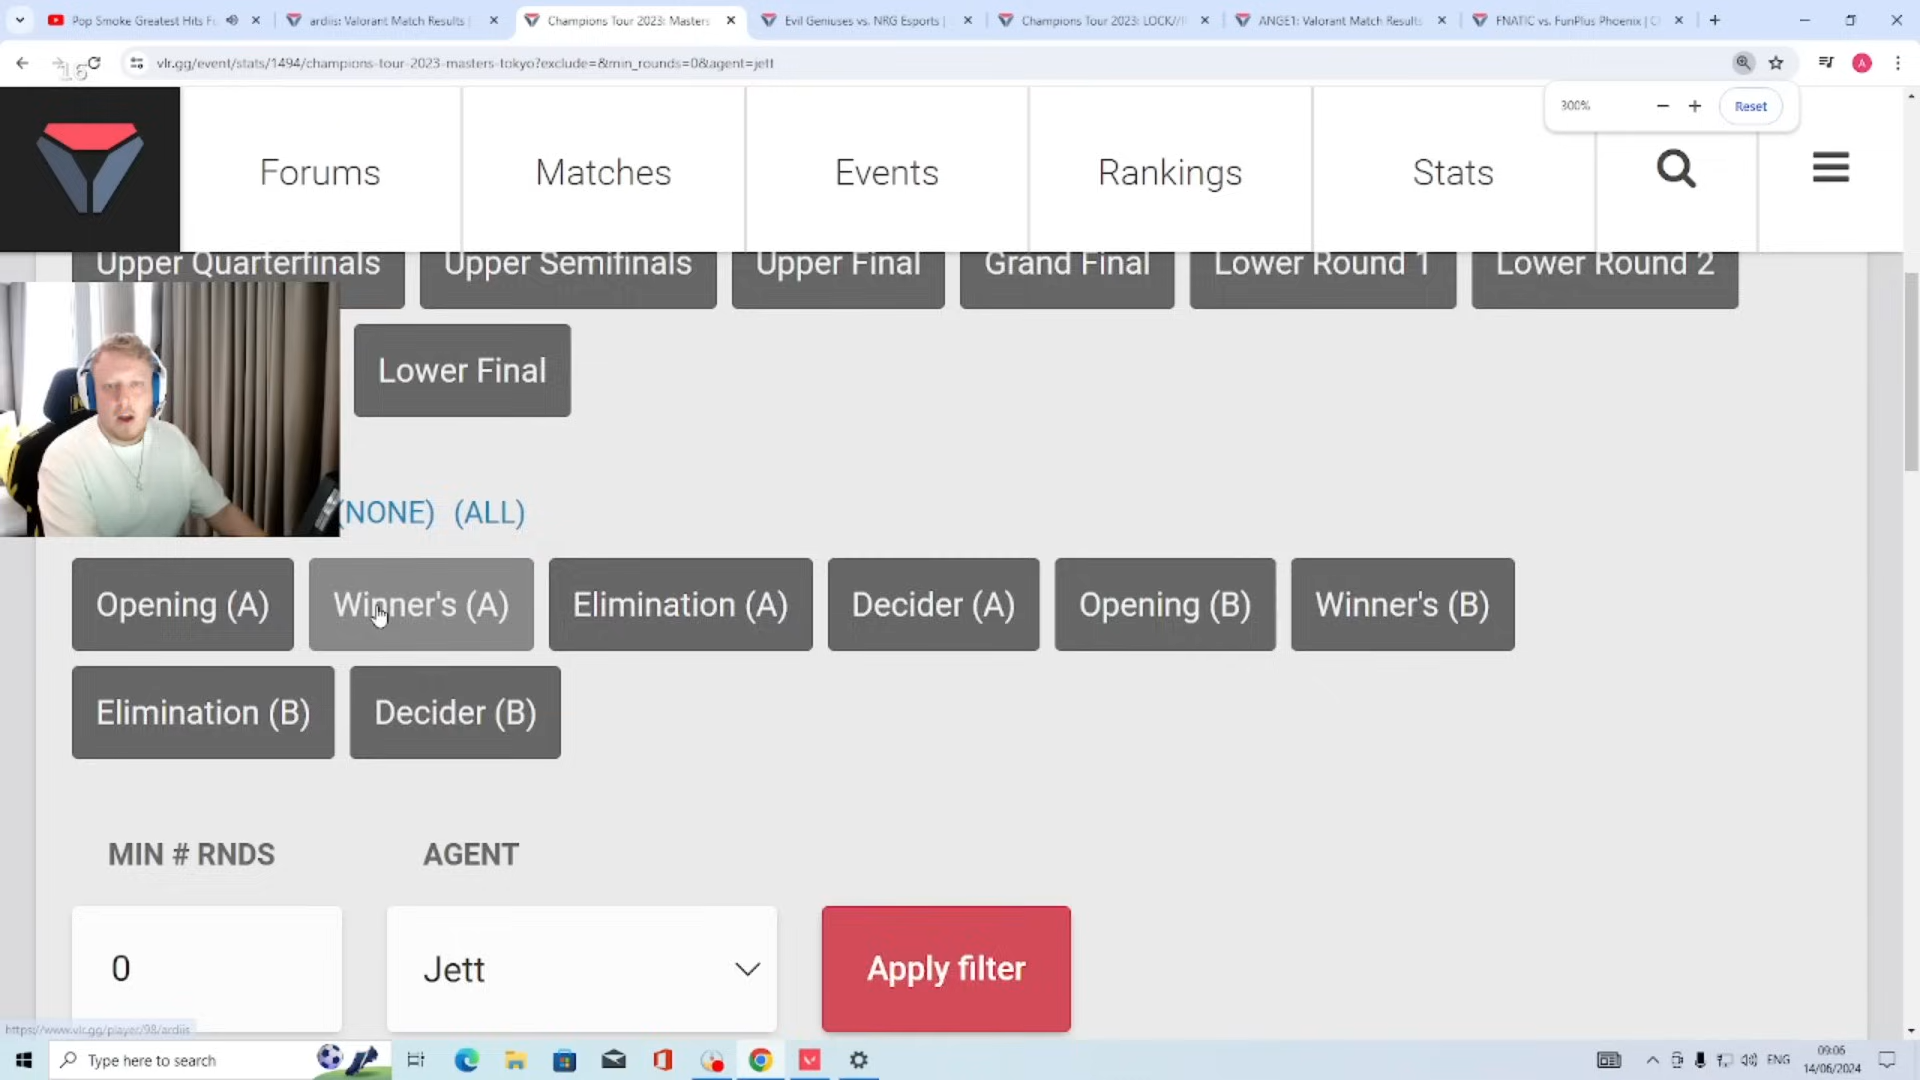 Pop Smoke Greatest Hits Fu
ardiis: Valorant Match Results |
Champions Tour 2023: Masters
Evil Geniuses vs. NRG Esports |
Champions Tour 2023: LOCK//I
ANGE1: Valorant Match Results
FNATIC vs. FunPlus Phoenix | C
vlr.gg/event/stats/1494/champions-tour-2023-masters-tokyo?exclude=&min_rounds=0&agent=jett
A
300%
Reset
Forums
Matches
Events
Rankings
Stats
Upper Quarterfinals
Upper Semifinals
Upper Final
Grand Final
Lower Round 1
Lower Round 2
Lower Final
(NONE) (ALL)
Opening (A)
Winner's (A)
Elimination (A)
Decider (A)
Opening (B)
Winner's (B)
Elimination (B)
Decider (B)
MIN # RNDS
AGENT
0
Jett
Apply filter
https://www.vlr.gg/player/98/ardiis
Type here to search
ENG
09:06
14/06/2024